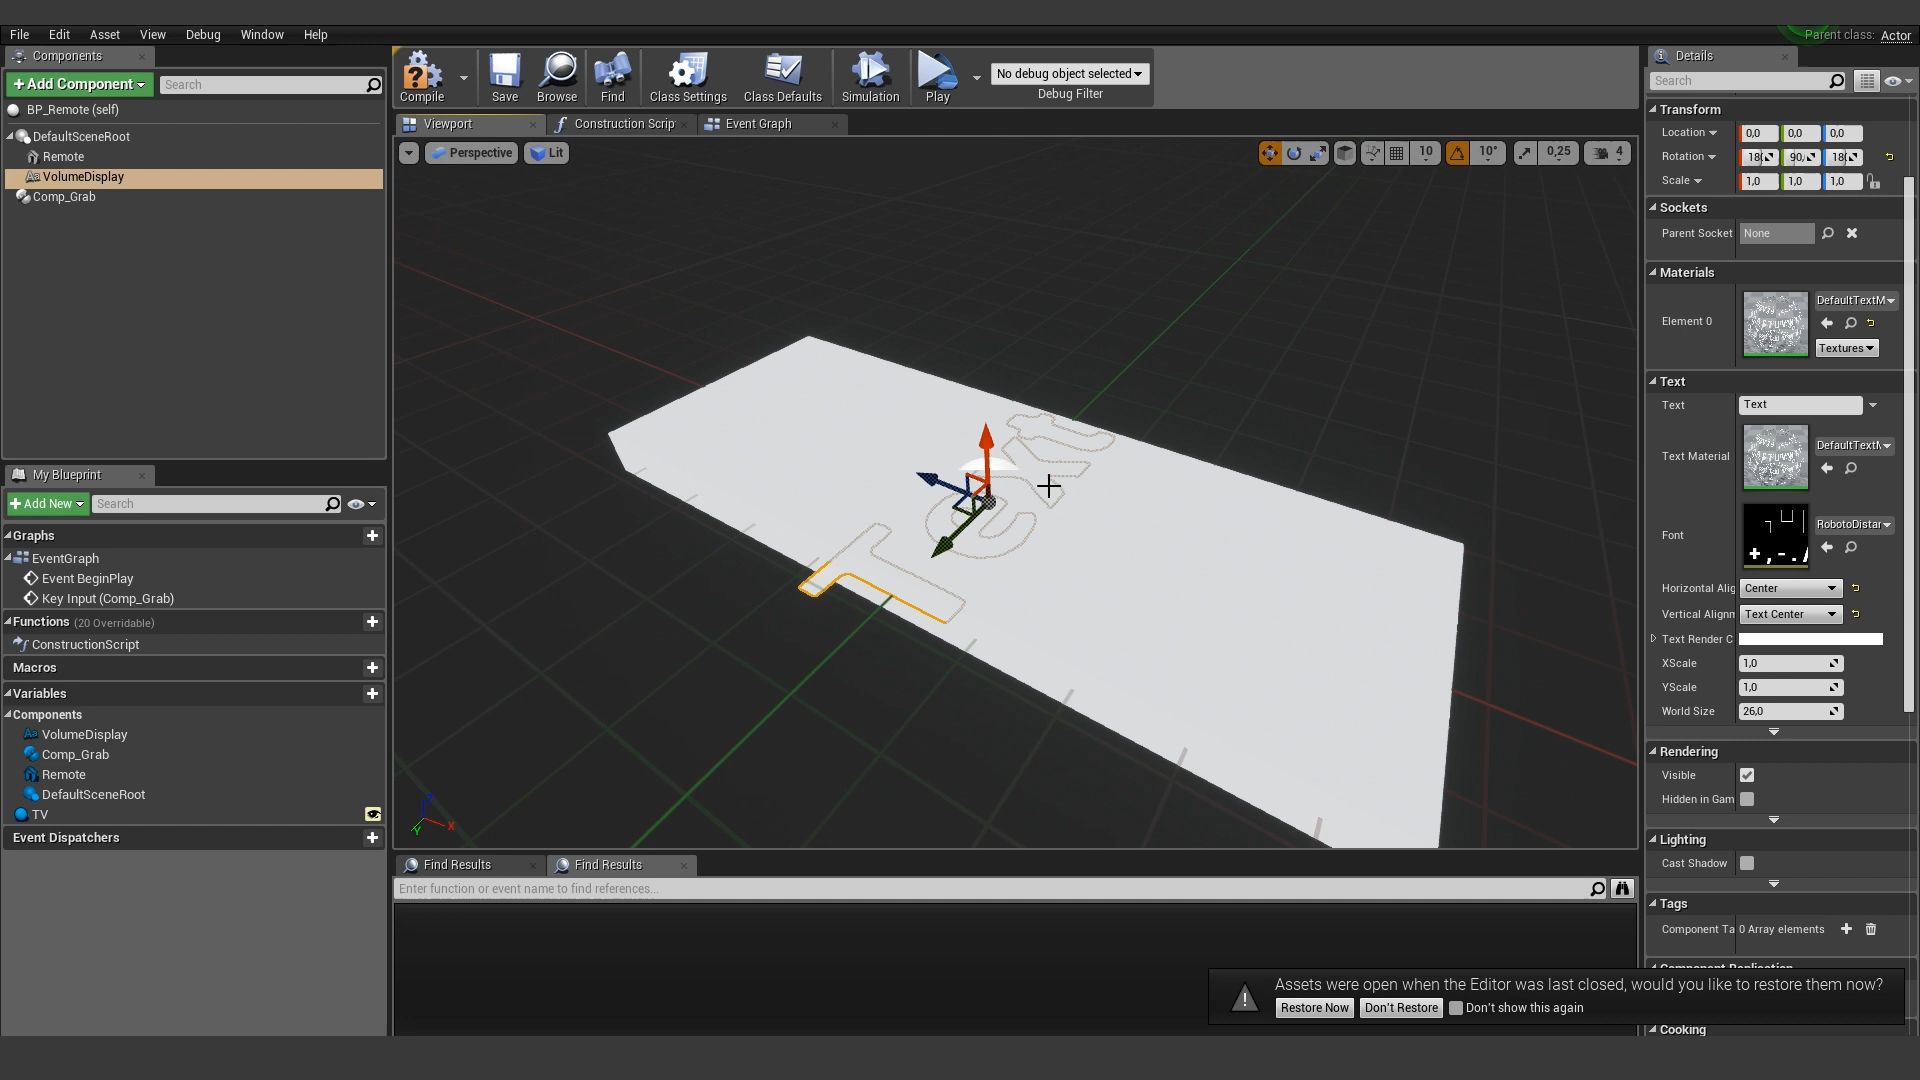 File Edit Asset View Debug Window Help
Parent class: Actor
Components
+ Add Component
Search
BP_Remote (self)
DefaultSceneRoot
Remote
VolumeDisplay
Comp_Grab
Compile
Save
Browse
Find
Class Settings
Class Defaults
Simulation
Play
No debug object selected
Debug Filter
Viewport
Construction Scrip
Event Graph
Perspective
Lit
10
10°
0,25
4
Text
X
Y
Z
My Blueprint
+ Add New
Search
Graphs
EventGraph
Event BeginPlay
Key Input (Comp_Grab)
Functions (20 Overridable)
ConstructionScript
Macros
Variables
Components
VolumeDisplay
Comp_Grab
Remote
DefaultSceneRoot
TV
Event Dispatchers
Find Results
Find Results
Enter function or event name to find references...
Details
Search
Transform
Location 0,0 0,0 0,0
Rotation 18 90, 18
Scale 1,0 1,0 1,0
Sockets
Parent Socket None
Materials
Element 0
DefaultTextM
Textures
Text
Text Text
Text Material
DefaultText
Font
RobotoDistar
Horizontal Alig Center
Vertical Alignn Text Center
Text Render C
XScale 1,0
YScale 1,0
World Size 26,0
Rendering
Visible
Hidden in Gam
Lighting
Cast Shadow
Tags
Component Ta 0 Array elements
Assets were open when the Editor was last closed, would you like to restore them now?
Restore Now
Don't Restore
Don't show this again
Cooking